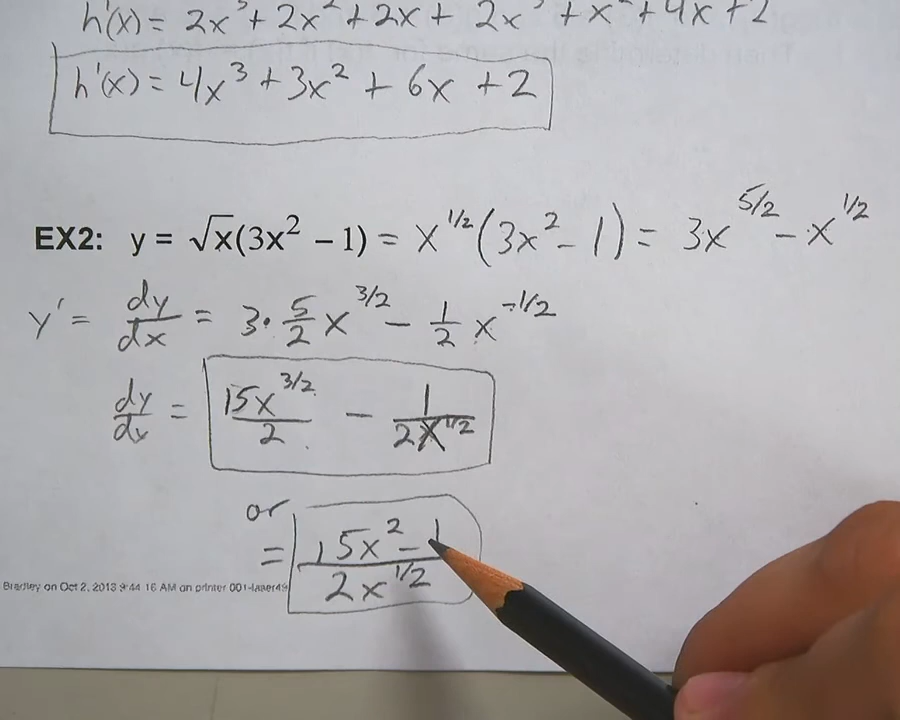 h'(x) = 2x³ + 2x² + 2x + 2x³ + x² + 4x + 2
h'(x) = 4x³ + 3x² + 6x + 2
EX2: y = √x(3x² − 1) = x^1/2 (3x² − 1) = 3x^5/2 − x^1/2
y' = dy/dx = 3 · 5/2 x^3/2 − 1/2 x^-1/2
dy/dx = 15x^3/2 / 2 − 1 / 2x^1/2
or
= 15x² − 1 / 2x^1/2
Bradley on Oct 2, 2013 9:44:16 AM on printer